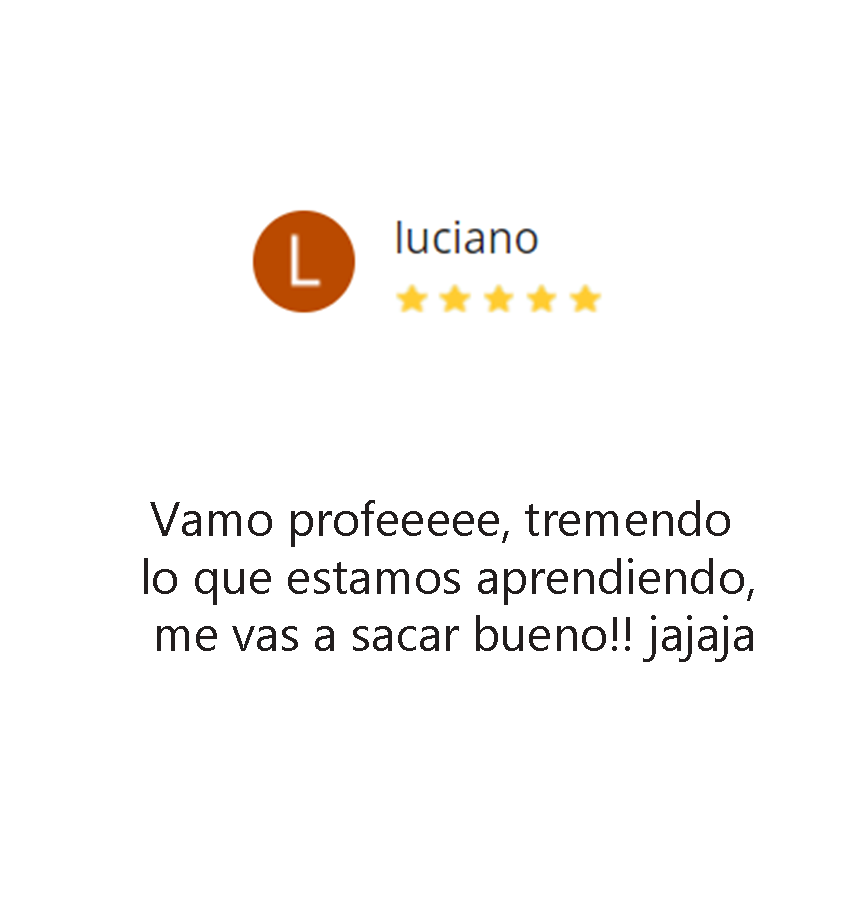 L
luciano
Vamo profeeeee, tremendo
lo que estamos aprendiendo,
me vas a sacar bueno!! jajaja